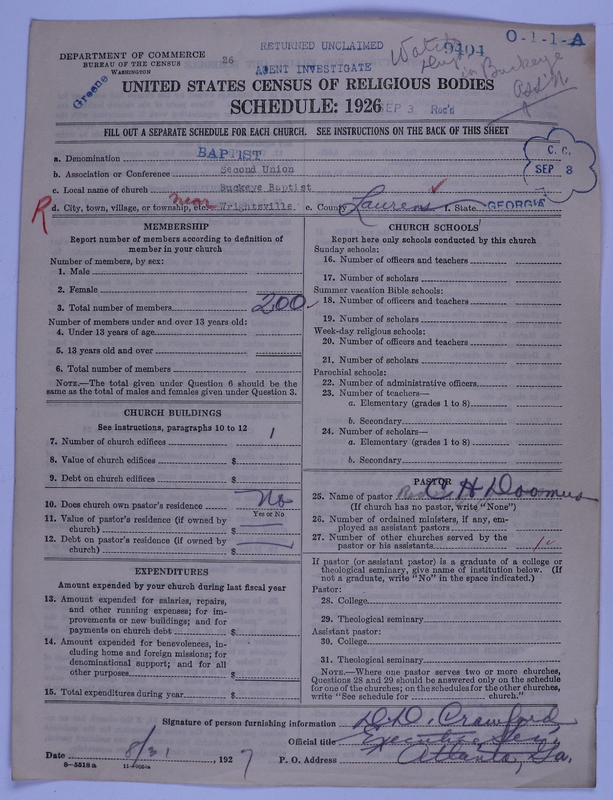 RETURNED UNCLAIMED
9404
O-1-1-A
DEPARTMENT OF COMMERCE
BUREAU OF THE CENSUS
WASHINGTON
26
AGENT INVESTIGATE
Watch
in Buckeye
Ass'n
Greene
UNITED STATES CENSUS OF RELIGIOUS BODIES
SCHEDULE: 1926
SEP 3 Rec'd
FILL OUT A SEPARATE SCHEDULE FOR EACH CHURCH. SEE INSTRUCTIONS ON THE BACK OF THIS SHEET
C. C.
SEP 8
a. Denomination BAPTIST
b. Association or Conference Second Union
c. Local name of church Buckeye Baptist
R d. City, town, village, or township, etc. near Wrightsville e. County Laurens f. State GEORGIA
MEMBERSHIP
Report number of members according to definition of
member in your church
Number of members, by sex:
1. Male
2. Female
3. Total number of members 200
Number of members under and over 13 years old:
4. Under 13 years of age
5. 13 years old and over
6. Total number of members
NOTE.—The total given under Question 6 should be
same as the total of males and females given under Question 3.
CHURCH BUILDINGS
See instructions, paragraphs 10 to 12
7. Number of church edifices 1
8. Value of church edifices $
9. Debt on church edifices $
10. Does church own pastor's residence No
Yes or No
11. Value of pastor's residence (if owned by
church) $
12. Debt on pastor's residence (if owned by
church) $
EXPENDITURES
Amount expended by your church during last fiscal year
13. Amount expended for salaries, repairs,
and other running expenses; for im-
provements or new buildings; and for
payments on church debt $
14. Amount expended for benevolences, in-
cluding home and foreign missions; for
denominational support; and for all
other purposes $
15. Total expenditures during year $
CHURCH SCHOOLS
Report here only schools conducted by this church
Sunday schools:
16. Number of officers and teachers
17. Number of scholars
Summer vacation Bible schools:
18. Number of officers and teachers
19. Number of scholars
Week-day religious schools:
20. Number of officers and teachers
21. Number of scholars
Parochial schools:
22. Number of administrative officers
23. Number of teachers—
a. Elementary (grades 1 to 8)
b. Secondary
24. Number of scholars—
a. Elementary (grades 1 to 8)
b. Secondary
PASTOR
25. Name of pastor C H Doomus
(If church has no pastor, write "None")
26. Number of ordained ministers, if any, em-
ployed as assistant pastors
27. Number of other churches served by the
pastor or his assistants
If pastor (or assistant pastor) is a graduate of a college or
theological seminary, give name of institution below. (If
not a graduate, write "No" in the space indicated.)
Pastor:
28. College
29. Theological seminary
Assistant pastor:
30. College
31. Theological seminary
NOTE.—Where one pastor serves two or more churches,
Questions 28 and 29 should be answered only on the schedule
for one of the churches; on the schedules for the other churches,
write "See schedule for church."
Signature of person furnishing information D. D. Crawford
Official title Executive Sec.
Date 8/31 1927 P. O. Address Atlanta, Ga.
8-5518a